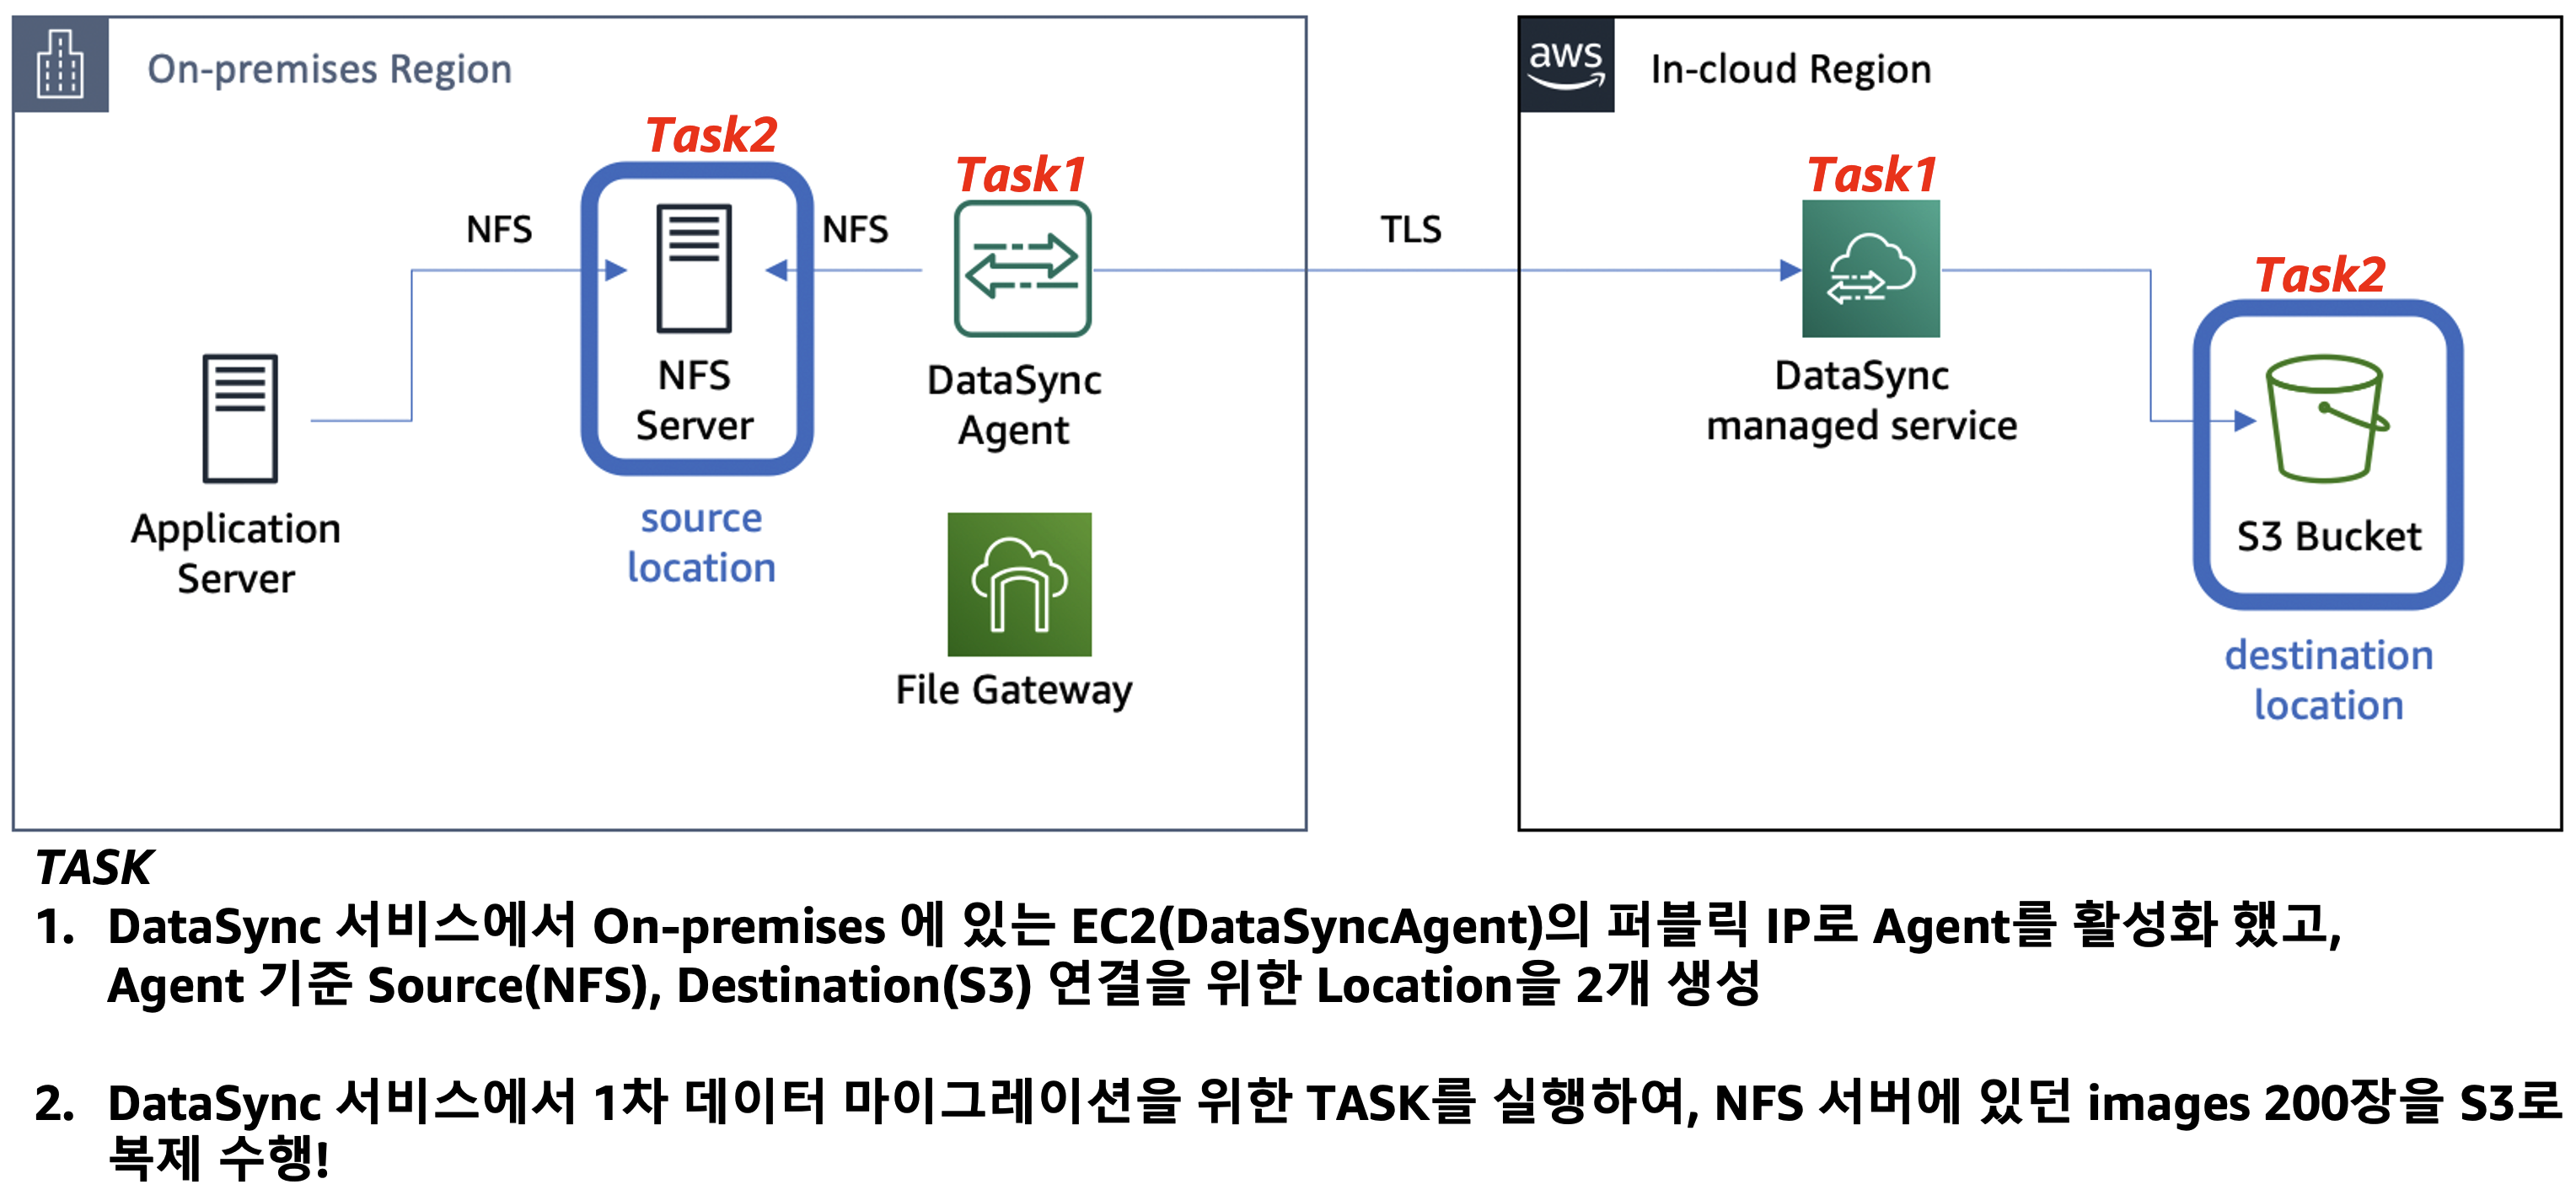 On-premises Region
aws
In-cloud Region
Task2
Task1
Task1
NFS
NFS
TLS
Task2
NFS
Server
DataSync
Agent
DataSync
managed service
Application
Server
source
location
S3 Bucket
File Gateway
destination
location
TASK
1. DataSync 서비스에서 On-premises 에 있는 EC2(DataSyncAgent)의 퍼블릭 IP로 Agent를 활성화 했고,
Agent 기준 Source(NFS), Destination(S3) 연결을 위한 Location을 2개 생성
2. DataSync 서비스에서 1차 데이터 마이그레이션을 위한 TASK를 실행하여, NFS 서버에 있던 images 200장을 S3로
복제 수행!